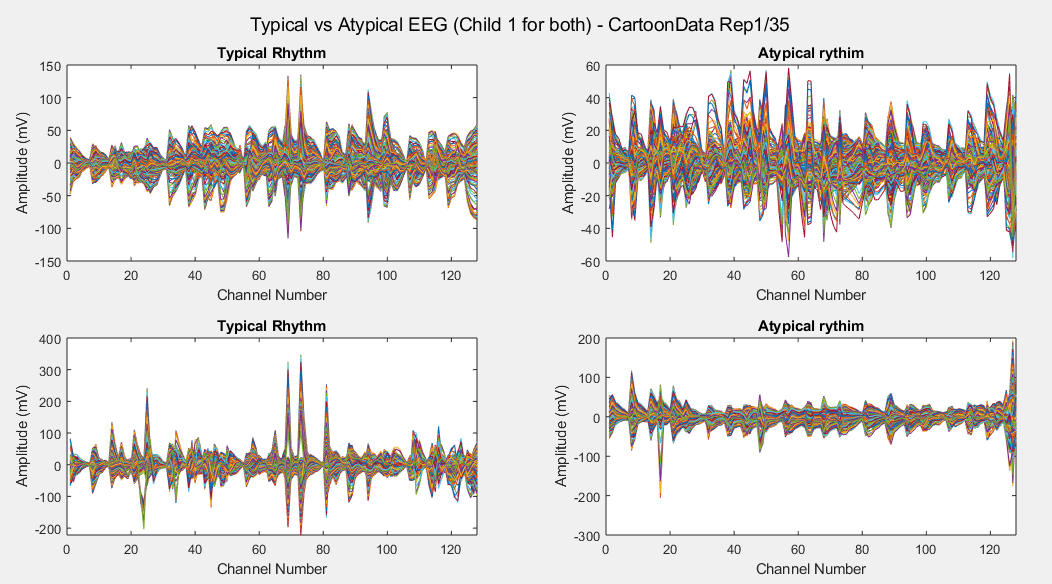 Typical vs Atypical EEG (Child 1 for both) - CartoonData Rep1/35
Typical Rhythm
150
100
50
0
-50
-100
-150
Amplitude (mV)
0 20 40 60 80 100 120
Channel Number
Atypical rythim
60
40
20
0
-20
-40
-60
Amplitude (mV)
0 20 40 60 80 100 120
Channel Number
Typical Rhythm
400
300
200
100
0
-100
-200
Amplitude (mV)
0 20 40 60 80 100 120
Channel Number
Atypical rythim
200
100
0
-100
-200
-300
Amplitude (mV)
0 20 40 60 80 100 120
Channel Number